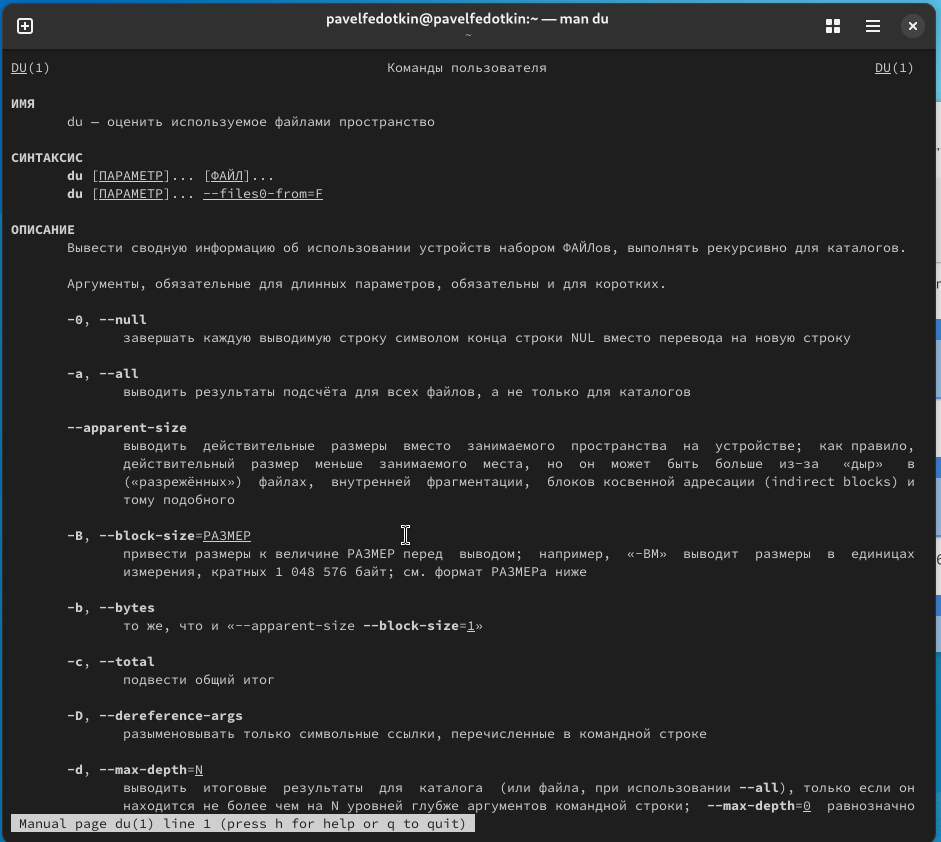 pavelfedotkin@pavelfedotkin:~ — man du
~
DU(1) Команды пользователя DU(1)
ИМЯ
du — оценить используемое файлами пространство
СИНТАКСИС
du [ПАРАМЕТР]... [ФАЙЛ]...
du [ПАРАМЕТР]... --files0-from=F
ОПИСАНИЕ
Вывести сводную информацию об использовании устройств набором ФАЙЛов, выполнять рекурсивно для каталогов.
Аргументы, обязательные для длинных параметров, обязательны и для коротких.
-0, --null
завершать каждую выводимую строку символом конца строки NUL вместо перевода на новую строку
-a, --all
выводить результаты подсчёта для всех файлов, а не только для каталогов
--apparent-size
выводить действительные размеры вместо занимаемого пространства на устройстве; как правило,
действительный размер меньше занимаемого места, но он может быть больше из-за «дыр» в
(«разрежённых») файлах, внутренней фрагментации, блоков косвенной адресации (indirect blocks) и
тому подобного
-B, --block-size=РАЗМЕР
привести размеры к величине РАЗМЕР перед выводом; например, «-BM» выводит размеры в единицах
измерения, кратных 1 048 576 байт; см. формат РАЗМЕРа ниже
-b, --bytes
то же, что и «--apparent-size --block-size=1»
-c, --total
подвести общий итог
-D, --dereference-args
разыменовывать только символьные ссылки, перечисленные в командной строке
-d, --max-depth=N
выводить итоговые результаты для каталога (или файла, при использовании --all), только если он
находится не более чем на N уровней глубже аргументов командной строки; --max-depth=0 равнозначно
Manual page du(1) line 1 (press h for help or q to quit)